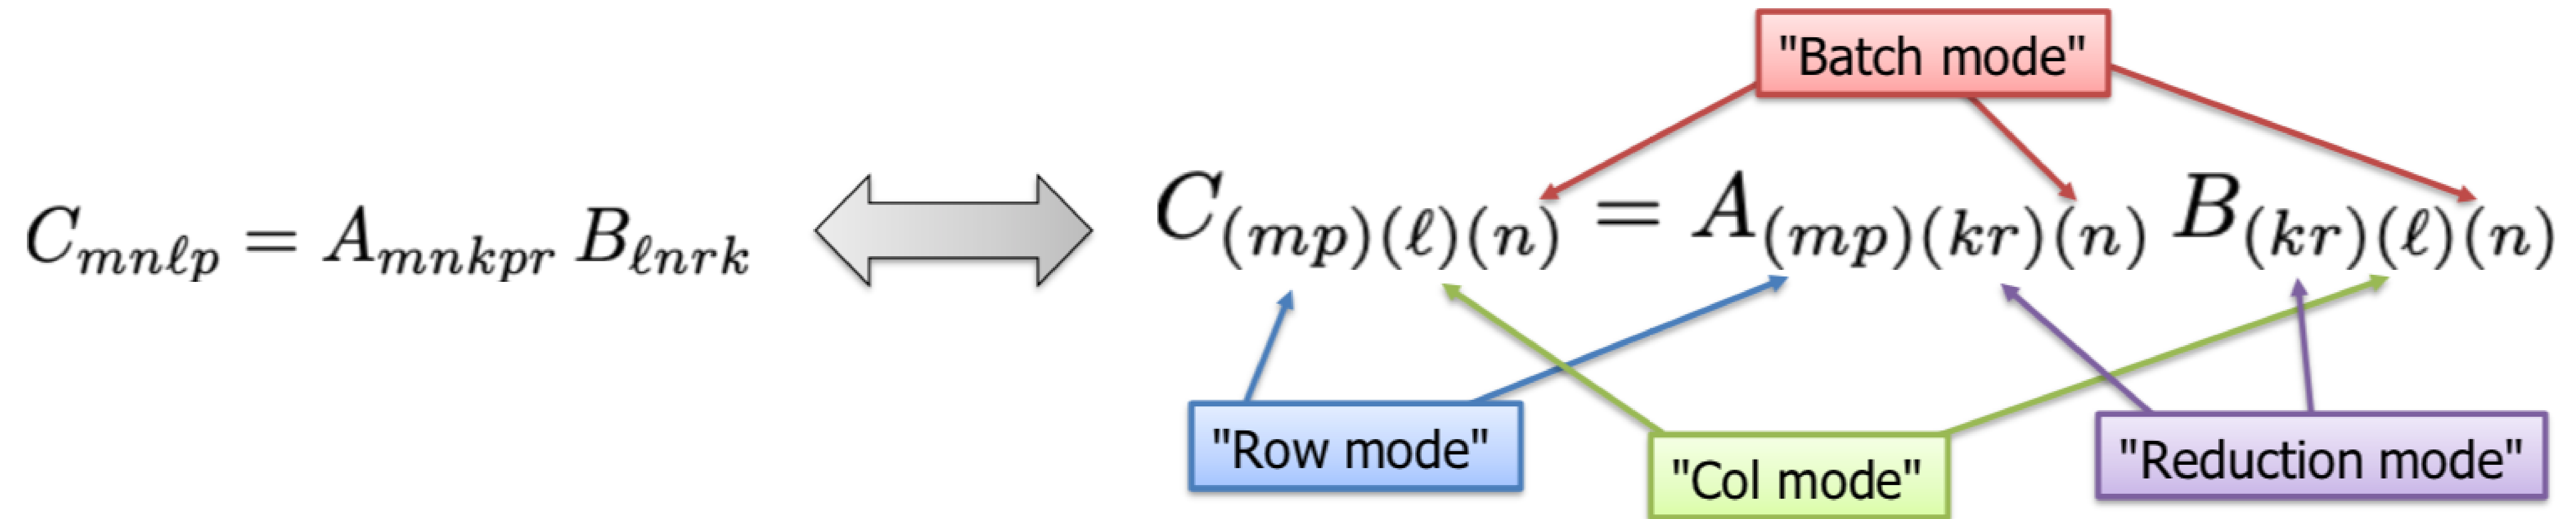 "Batch mode"
C_{mnℓp} = A_{mnkpr} B_{ℓnrk}
C_{(mp)(ℓ)(n)} = A_{(mp)(kr)(n)} B_{(kr)(ℓ)(n)}
"Row mode"
"Col mode"
"Reduction mode"